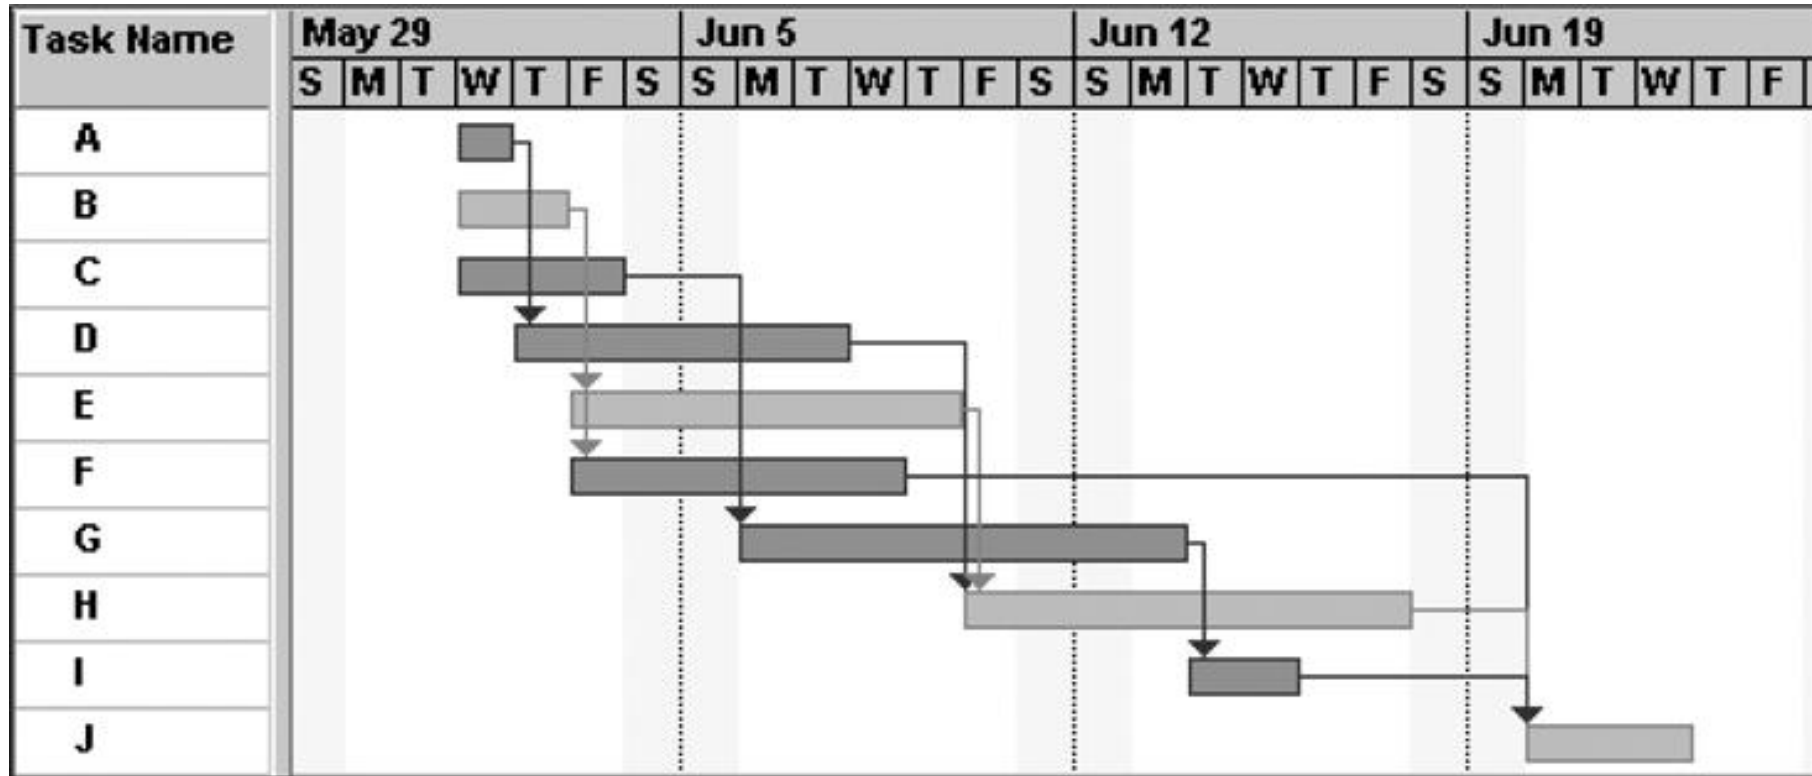 Task Name
May 29 Jun 5 Jun 12 Jun 19
S M T W T F S S M T W T F S S M T W T F S S M T W T F
A
B
C
D
E
F
G
H
I
J